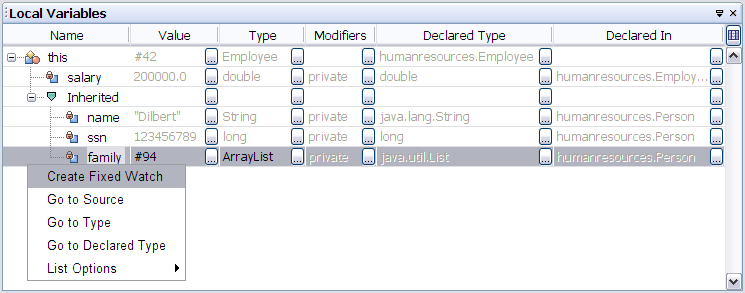 Local Variables
Name Value Type Modifiers Declared Type Declared In
this #42 ... Employee ... ... humanresources.Employee ... ...
salary 200000.0 ... double ... private ... double ... humanresources.Employ... ...
Inherited ... ... ... ... ...
name "Dilbert" ... String ... private ... java.lang.String ... humanresources.Person ...
ssn 123456789 ... long ... private ... long ... humanresources.Person ...
family #94 ... ArrayList ... private ... java.util.List ... humanresources.Person ...
Create Fixed Watch
Go to Source
Go to Type
Go to Declared Type
List Options